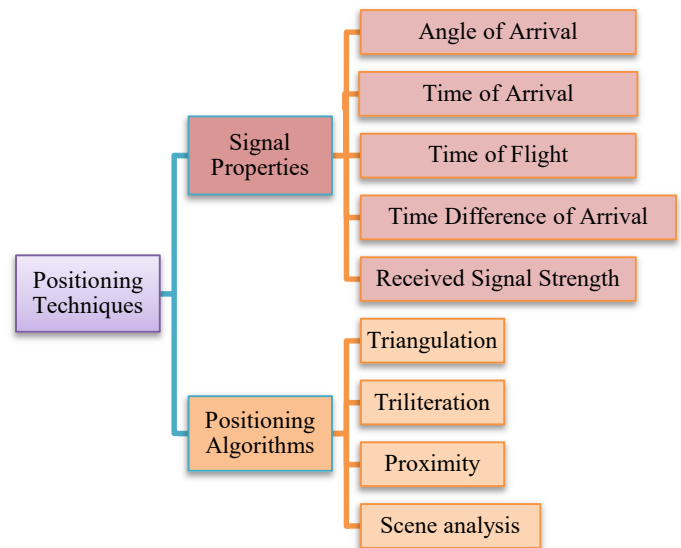 Angle of Arrival
Time of Arrival
Signal
Properties
Time of Flight
Time Difference of Arrival
Received Signal Strength
Positioning
Techniques
Triangulation
Triliteration
Positioning
Algorithms
Proximity
Scene analysis